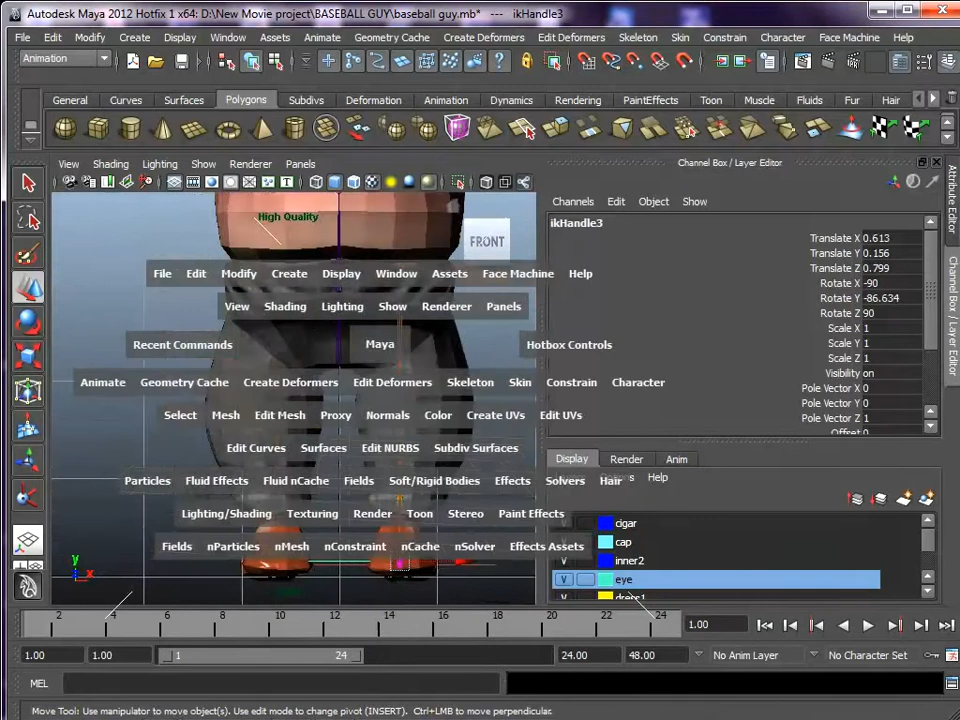 Autodesk Maya 2012 Hotfix 1 x64: D:\New Movie project\BASEBALL GUY\baseball guy.mb* --- ikHandle3
File Edit Modify Create Display Window Assets Animate Geometry Cache Create Deformers Edit Deformers Skeleton Skin Constrain Character Face Machine Help
Animation
General Curves Surfaces Polygons Subdivs Deformation Animation Dynamics Rendering PaintEffects Toon Muscle Fluids Fur Hair
View Shading Lighting Show Renderer Panels
Channel Box / Layer Editor
Channels Edit Object Show
ikHandle3
Translate X 0.613
Translate Y 0.156
Translate Z 0.799
Rotate X -90
Rotate Y -86.634
Rotate Z 90
Scale X 1
Scale Y 1
Scale Z 1
Visibility on
Pole Vector X 0
Pole Vector Y 0
Pole Vector Z 1
Offset 0
Attribute Editor
Channel Box / Layer Editor
High Quality
FRONT
File Edit Modify Create Display Window Assets Face Machine Help
View Shading Lighting Show Renderer Panels
Recent Commands Maya Hotbox Controls
Animate Geometry Cache Create Deformers Edit Deformers Skeleton Skin Constrain Character
Select Mesh Edit Mesh Proxy Normals Color Create UVs Edit UVs
Edit Curves Surfaces Edit NURBS Subdiv Surfaces
Particles Fluid Effects Fluid nCache Fields Soft/Rigid Bodies Effects Solvers Hair
Lighting/Shading Texturing Render Toon Stereo Paint Effects
Fields nParticles nMesh nConstraint nCache nSolver Effects Assets
y
x
Display Render Anim
Help
cigar
cap
inner2
V eye
dress1
2 4 6 8 10 12 14 16 18 20 22 24
1.00
1.00 1.00 1 24 24.00 48.00 No Anim Layer No Character Set
MEL
Move Tool: Use manipulator to move object(s). Use edit mode to change pivot (INSERT). Ctrl+LMB to move perpendicular.